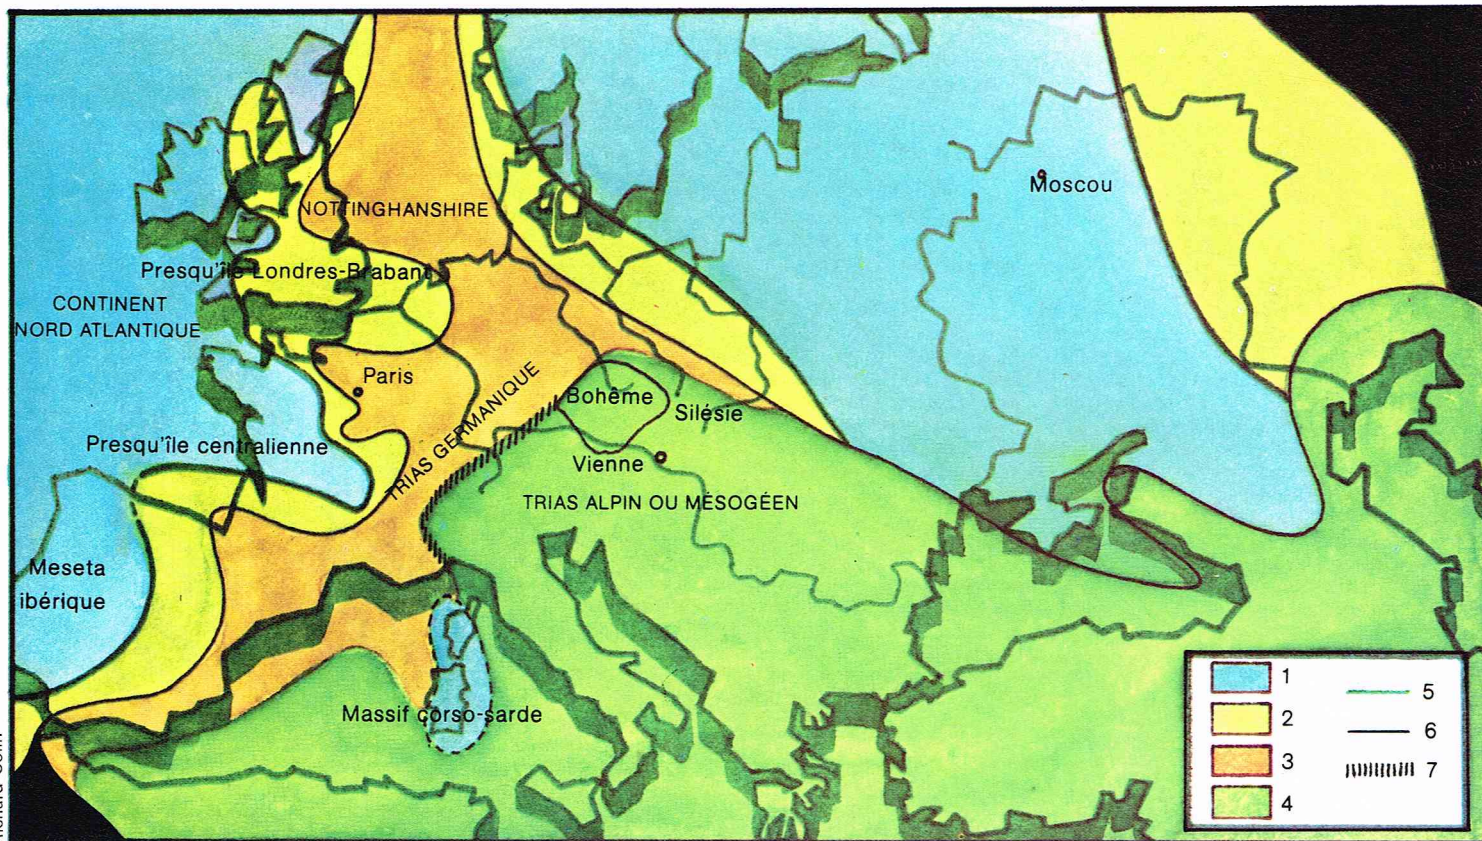 Moscou
NOTTINGHANSHIRE
Presqu'île Londres-Brabant
CONTINENT
NORD ATLANTIQUE
Paris
Bohême
Silésie
TRIAS GERMANIQUE
Presqu'île centralienne
Vienne
TRIAS ALPIN OU MÉSOGÉEN
Meseta
ibérique
Massif corso-sarde
1
2
3
4
5
6
7
Colin